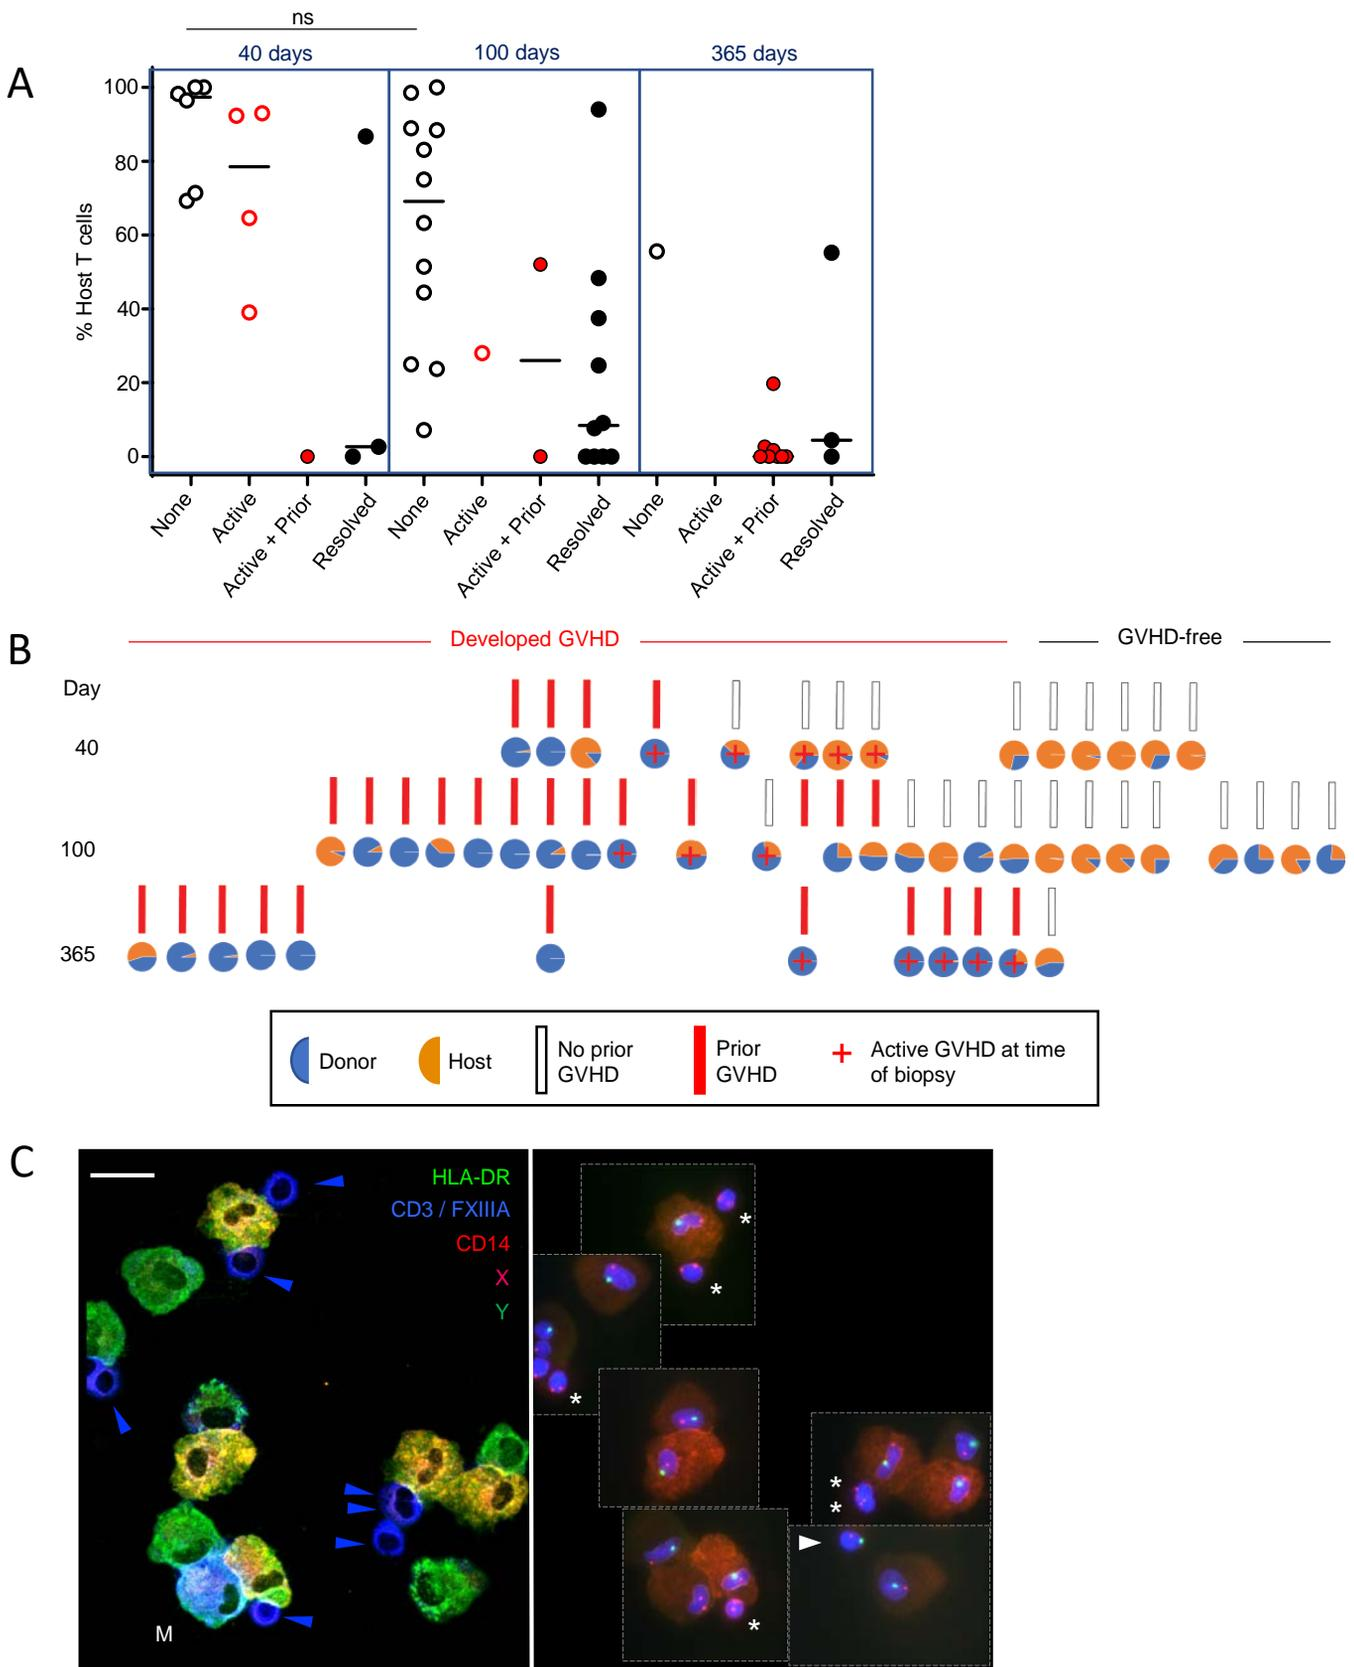 ns
A
40 days
100 days
365 days
% Host T cells
100
80
60
40
20
0
None
Active
Active + Prior
Resolved
None
Active
Active + Prior
Resolved
None
Active
Active + Prior
Resolved
B
Developed GVHD
GVHD-free
Day
40
100
365
Donor
Host
No prior
GVHD
Prior
GVHD
Active GVHD at time
of biopsy
C
HLA-DR
CD3 / FXIIIA
CD14
X
Y
*
*
*
*
*
*
M